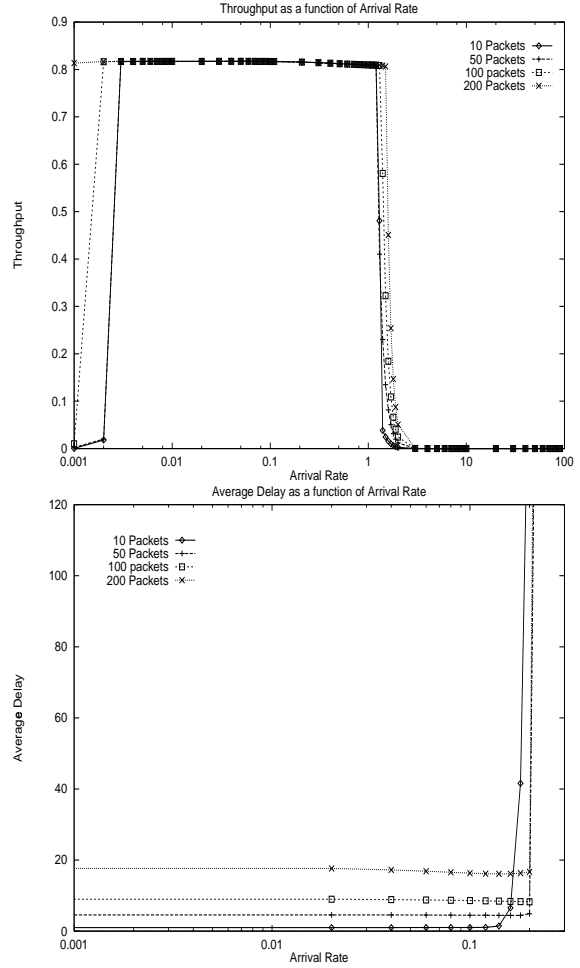 Throughput as a function of Arrival Rate
0.9
0.8
0.7
0.6
0.5
0.4
0.3
0.2
0.1
0
Throughput
10 Packets
50 Packets
100 packets
200 Packets
0.001
0.01
0.1
1
10
100
Arrival Rate
Average Delay as a function of Arrival Rate
120
100
80
60
40
20
0
Average Delay
10 Packets
50 Packets
100 packets
200 Packets
0.001
0.01
0.1
Arrival Rate